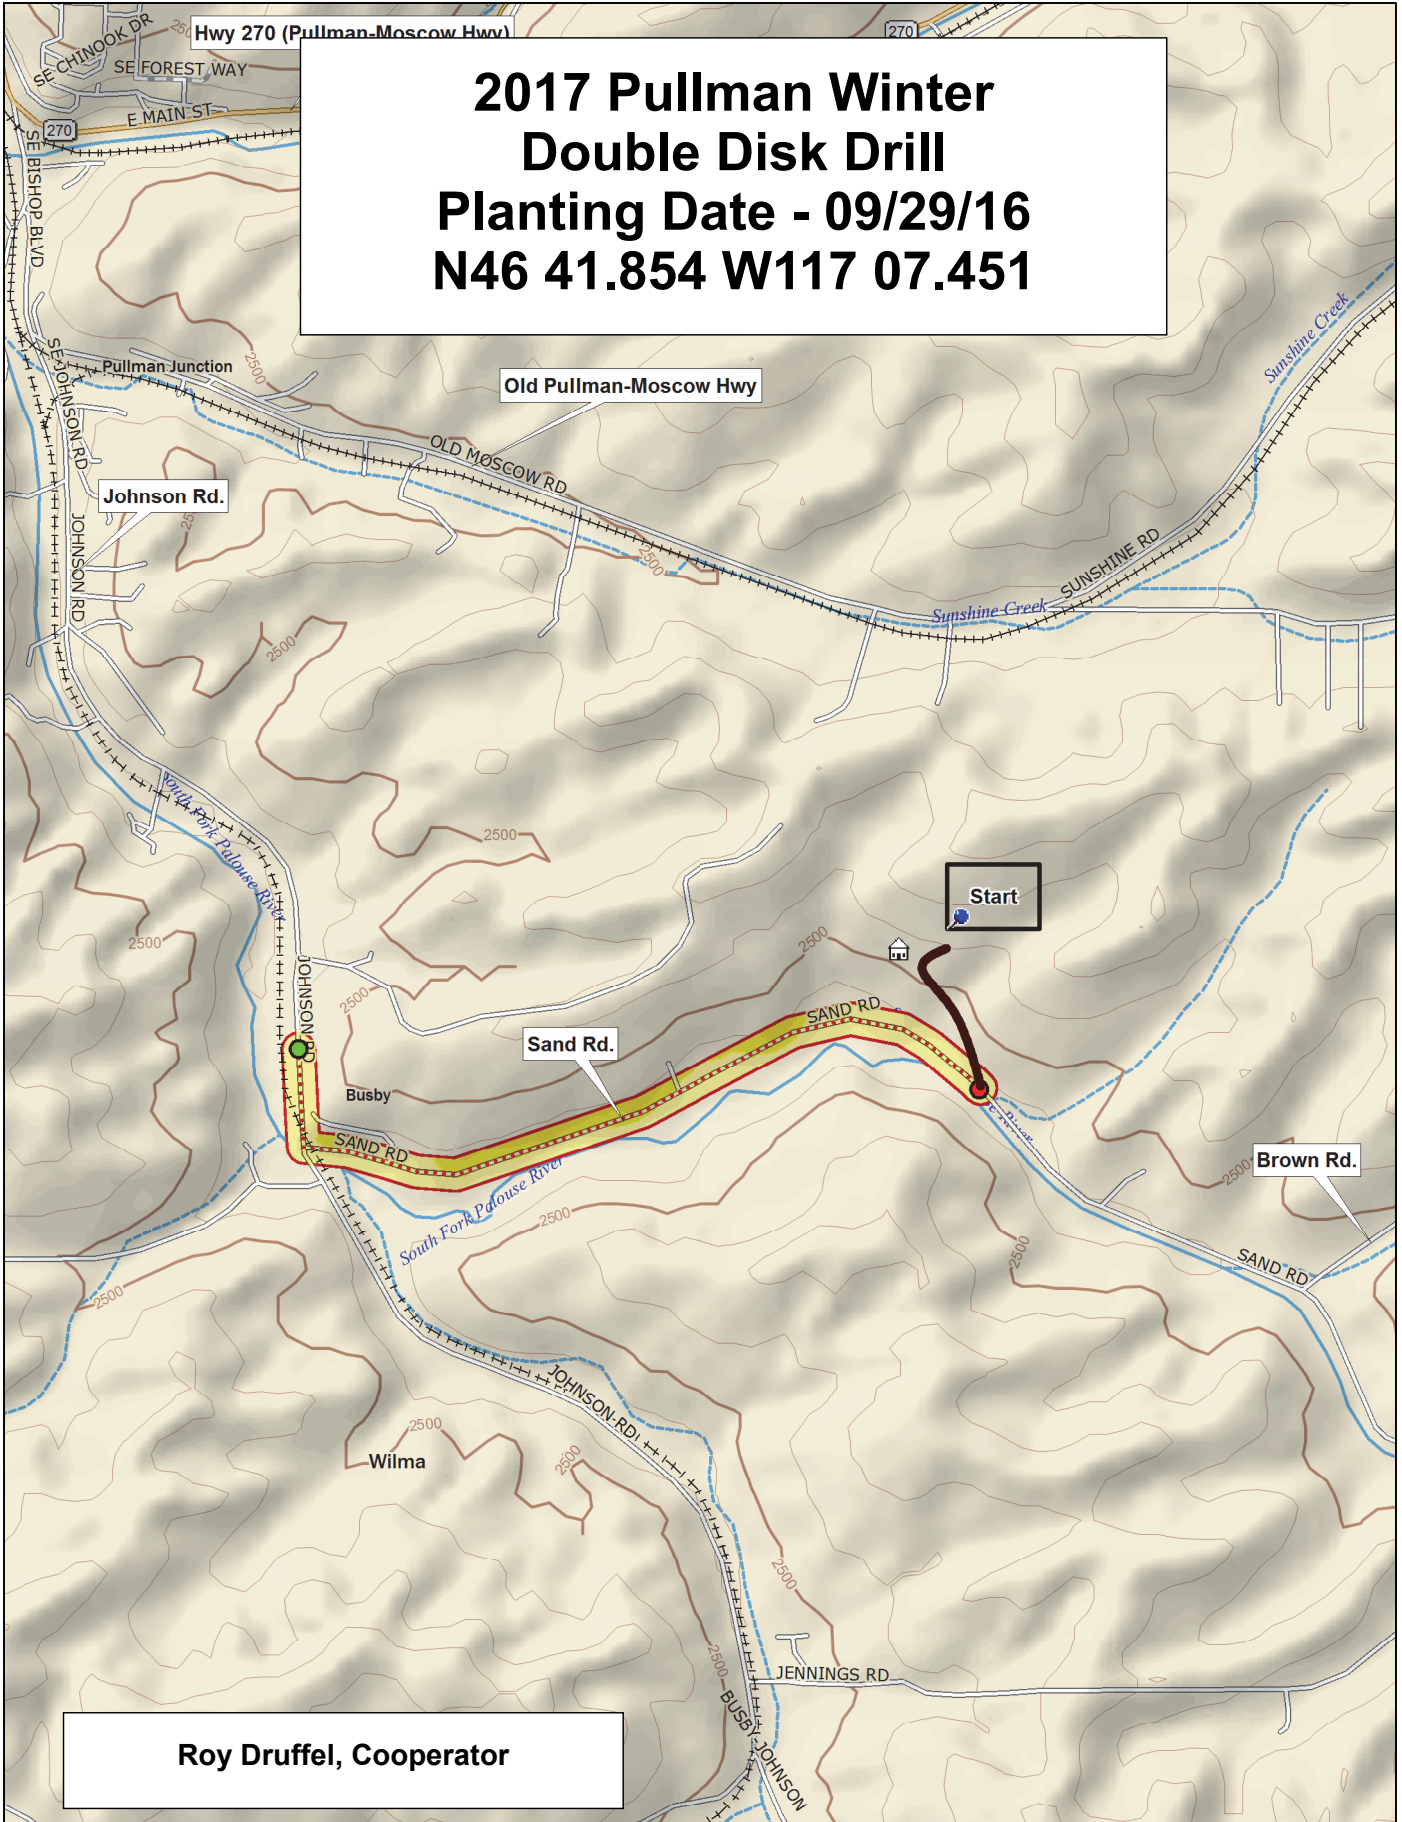 Hwy 270 (Pullman-Moscow Hwy)
270
SE CHINOOK DR
250
SE FOREST WAY
E MAIN ST
270
SE BISHOP BLVD
2017 Pullman Winter
Double Disk Drill
Planting Date - 09/29/16
N46 41.854 W117 07.451
Sunshine Creek
SE JOHNSON RD
Pullman Junction
2500
Old Pullman-Moscow Hwy
OLD MOSCOW RD
Johnson Rd.
25
JOHNSON RD
2500
SUNSHINE RD
Sunshine Creek
2500
South Fork Palouse River
2500
Start
2500
2500
JOHNSON RD
2500
SAND RD
Sand Rd.
Busby
SAND RD
River
Brown Rd.
2500
South Fork Palouse River
2500
2500
SAND RD
2500
JOHNSON RD
2500
Wilma
2500
2500
2500
JENNINGS RD
BUSBY-JOHNSON
Roy Druffel, Cooperator